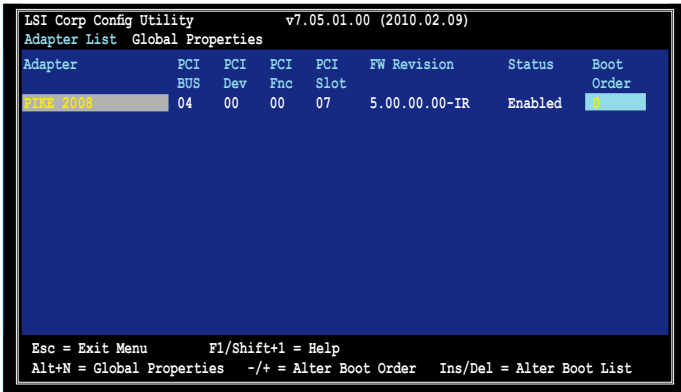 LSI Corp Config Utility v7.05.01.00 (2010.02.09)
Adapter List Global Properties
Adapter PCI PCI PCI PCI FW Revision Status Boot
BUS Dev Fnc Slot Order
PIKE 2008 04 00 00 07 5.00.00.00-IR Enabled 0
Esc = Exit Menu F1/Shift+1 = Help
Alt+N = Global Properties -/+ = Alter Boot Order Ins/Del = Alter Boot List